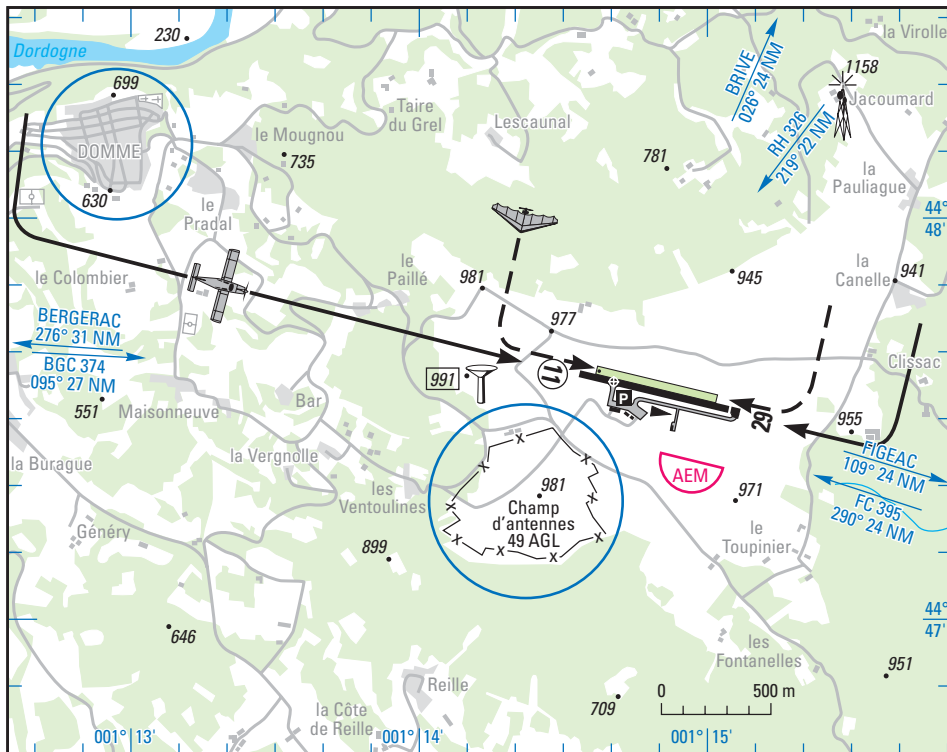 230
la Virolle
Dordogne
BRIVE
026° 24 NM
1158
699
Jacoumard
Taire
du Grel
Lescaunal
RH 326
219° 22 NM
le Mougnou
DOMME
735
781
la
Pauliague
630
le
Pradal
44°
48'
le Colombier
le
Paillé
981
945
la
Canelle
941
BERGERAC
276° 31 NM
BGC 374
095° 27 NM
977
Clissac
991
11
P
551
Maisonneuve
Bar
29
955
la Burague
la Vergnolle
FIGEAC
109° 24 NM
AEM
les
Ventoulines
981
Champ
d'antennes
49 AGL
971
FC 395
290° 24 NM
Généry
le
Toupinier
899
44°
47'
646
les
Fontanelles
951
Reille
709
0 500 m
la Côte
de Reille
001° 13'
001° 14'
001° 15'